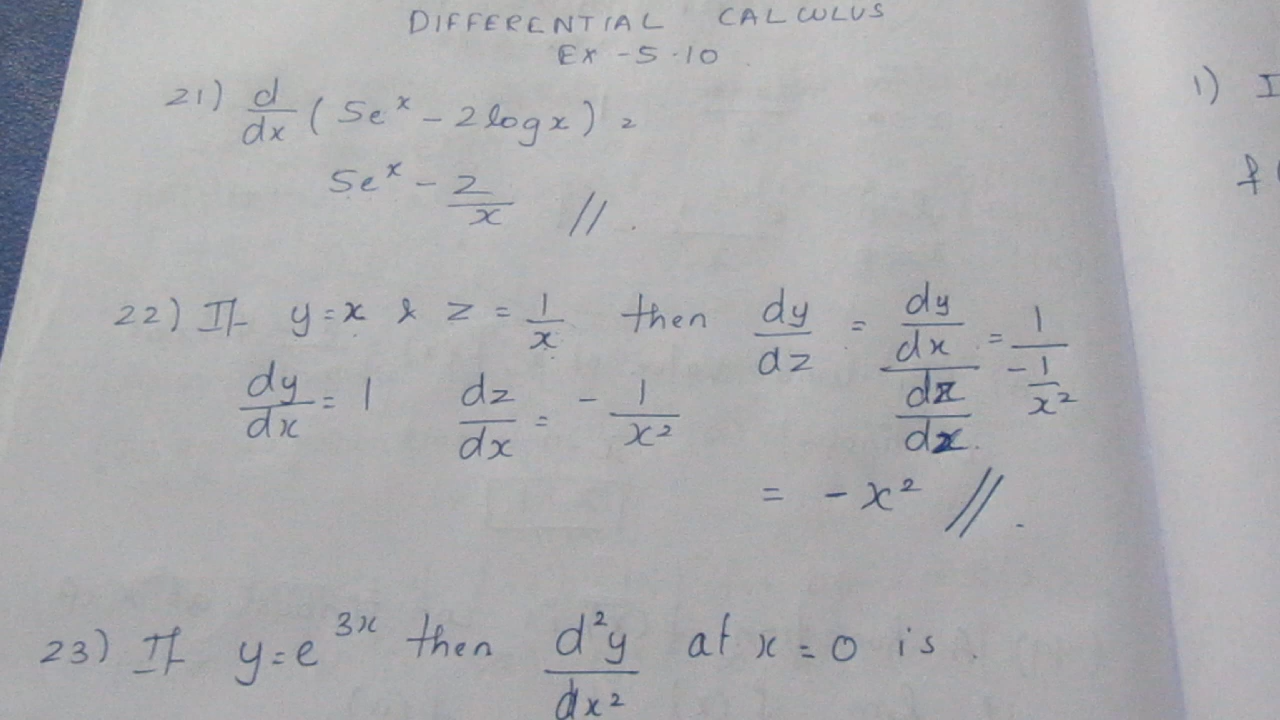 DIFFERENTIAL CALCULUS
Ex - 5.10
21) d/dx (5e^x - 2 log x) =
5e^x - 2/x //.
22) If y = x & z = 1/x then dy/dz = (dy/dx)/(dz/dx) = 1/(-1/x²)
dy/dx = 1 dz/dx = - 1/x²
= - x² //.
23) If y = e^3x then d²y/dx² at x = 0 is.
1) I
f(